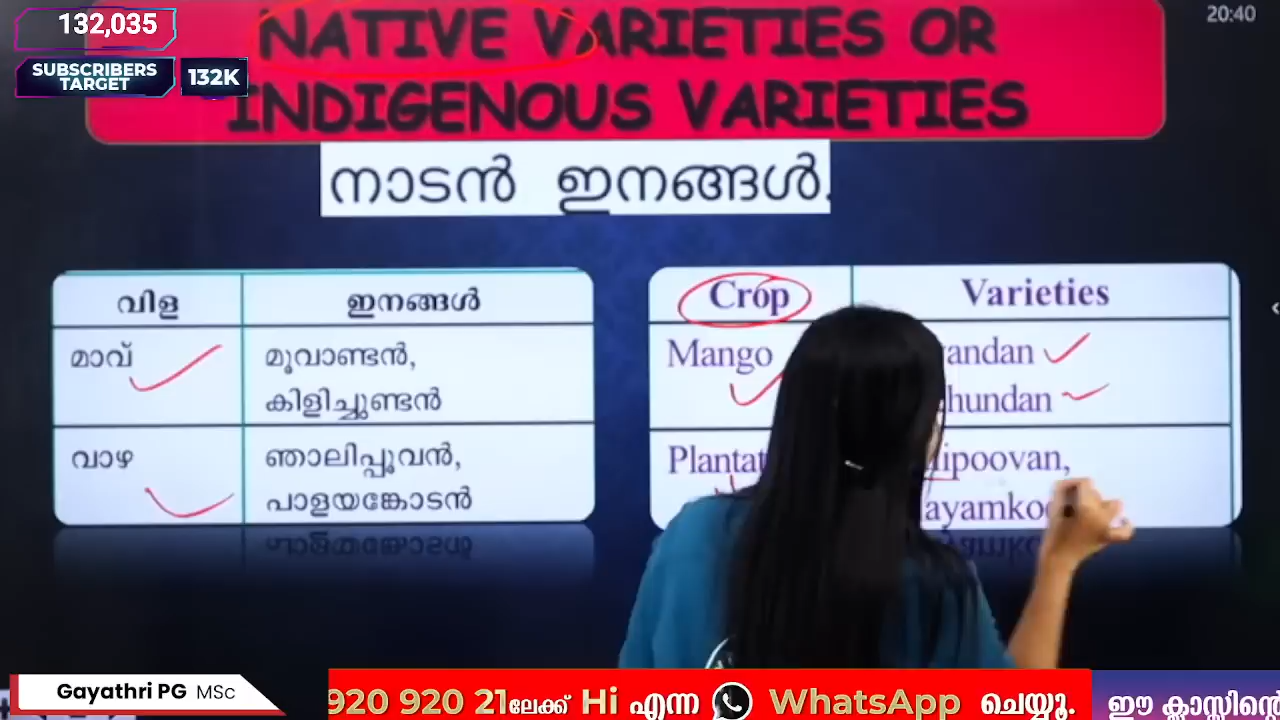 132,035
SUBSCRIBERS
TARGET
132K
20:40
NATIVE VARIETIES OR
INDIGENOUS VARIETIES
നാടൻ ഇനങ്ങൾ.
വിള ഇനങ്ങൾ
മാവ് മൂവാണ്ടൻ,
കിളിച്ചുണ്ടൻ
വാഴ ഞാലിപ്പൂവൻ,
പാളയങ്കോടൻ
Crop Varieties
Mango
Gayathri PG MSc
920 920 21ലേക്ക് Hi എന്ന WhatsApp ചെയ്യൂ.
ഈ ക്ലാസ്സിന്റെ